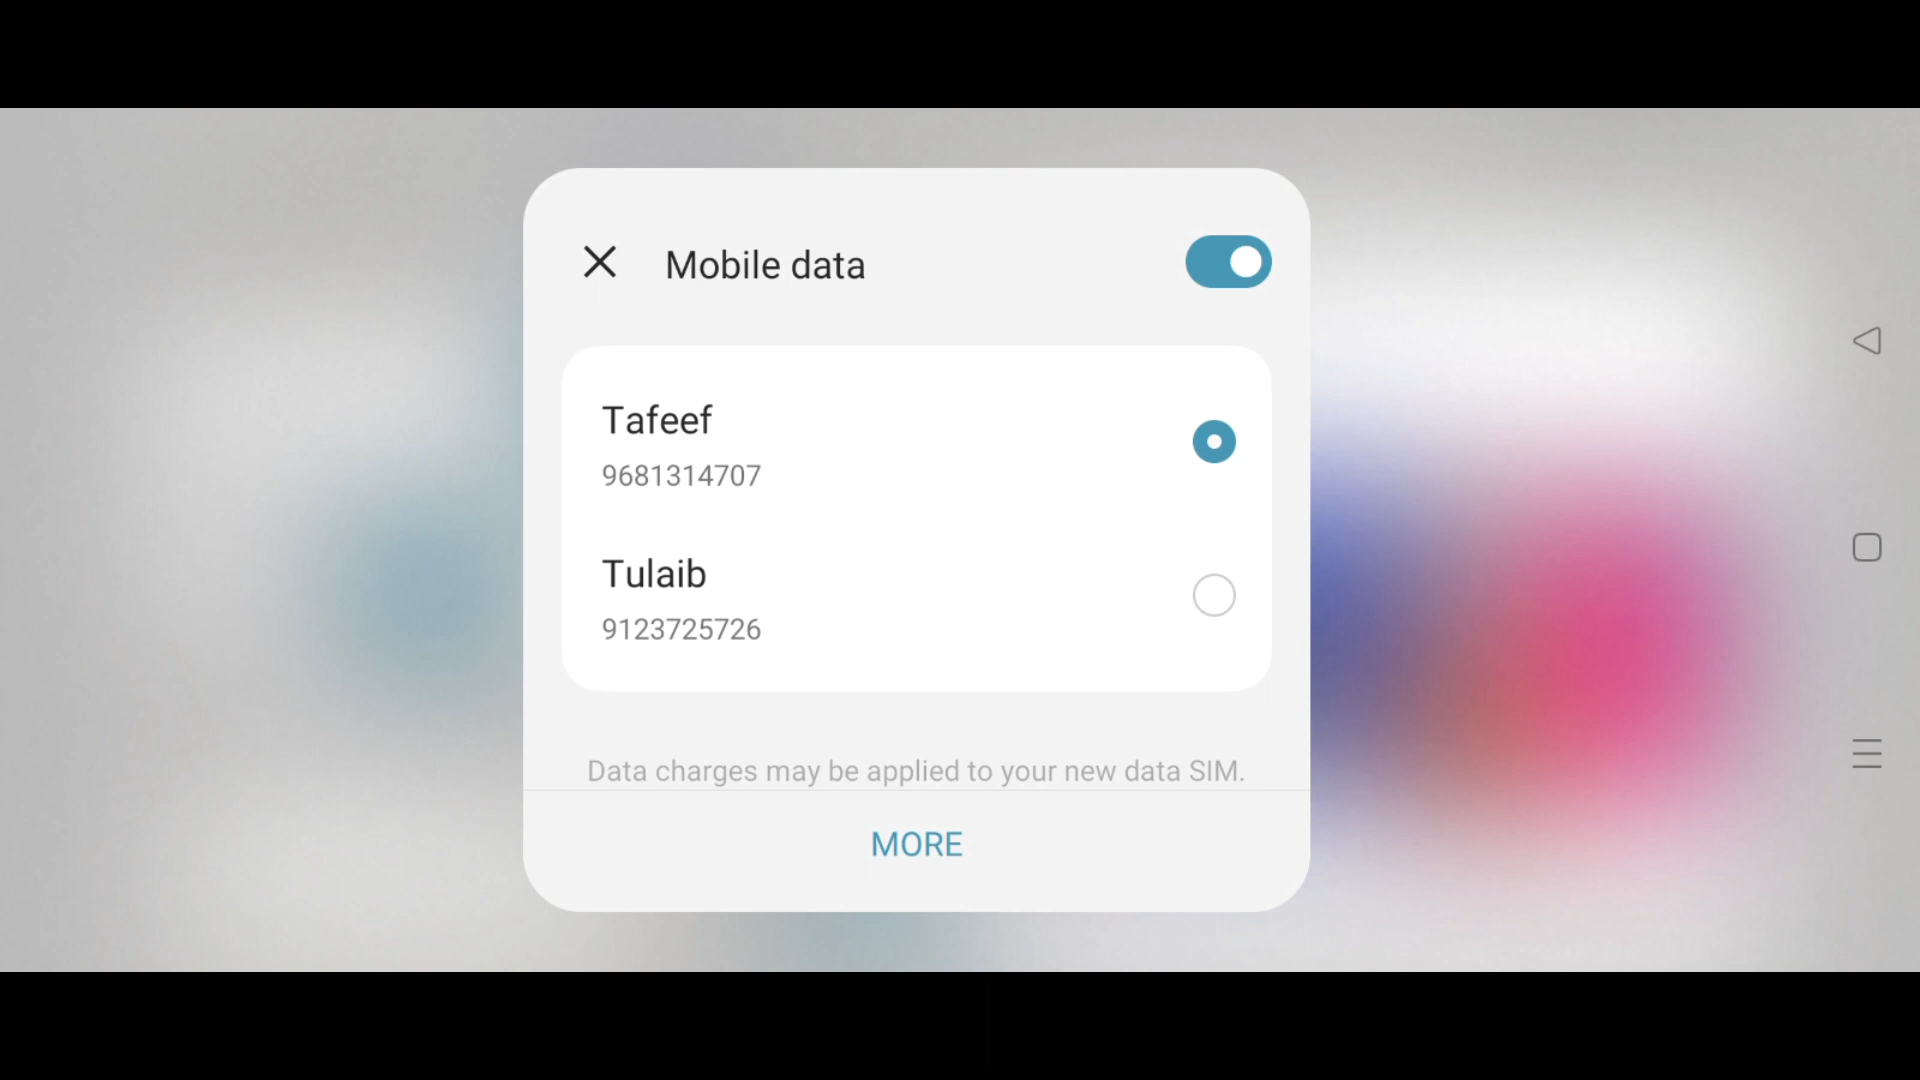 Mobile data
Tafeef
9681314707
Tulaib
9123725726
Data charges may be applied to your new data SIM.
MORE